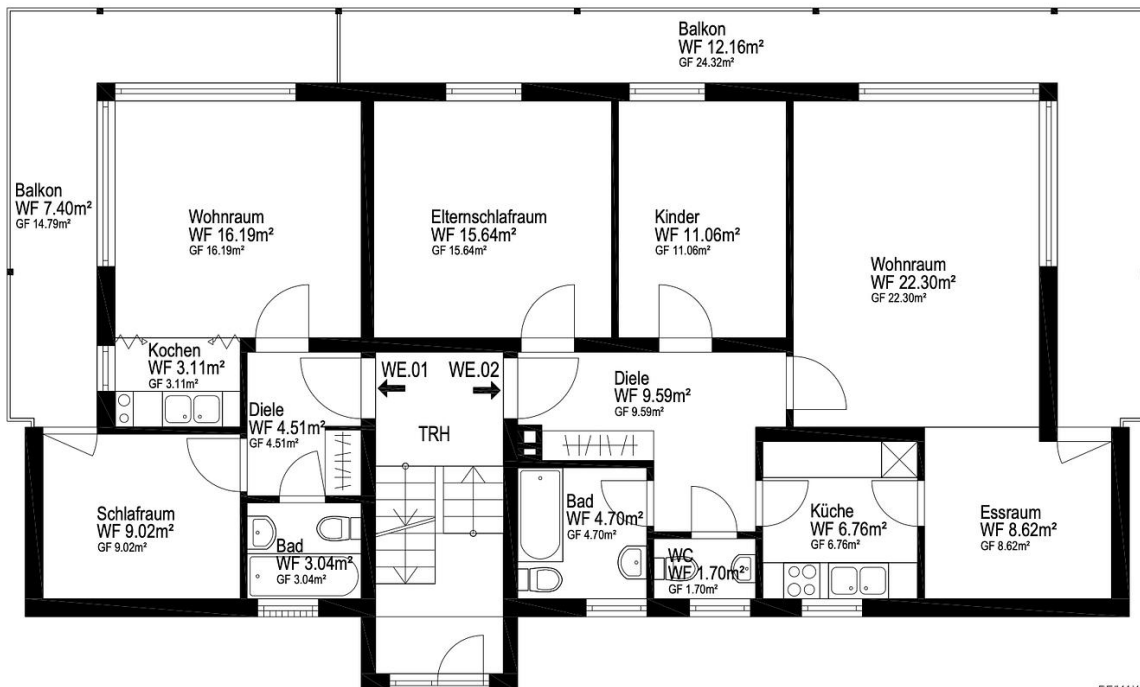 Balkon
WF 12.16m²
GF 24.32m²
Balkon
WF 7.40m²
GF 14.79m²
Wohnraum
WF 16.19m²
GF 16.19m²
Elternschlafraum
WF 15.64m²
GF 15.64m²
Kinder
WF 11.06m²
GF 11.06m²
Wohnraum
WF 22.30m²
GF 22.30m²
Kochen
WF 3.11m²
GF 3.11m²
WE.01
WE.02
Diele
WF 4.51m²
GF 4.51m²
TRH
Diele
WF 9.59m²
GF 9.59m²
Schlafraum
WF 9.02m²
GF 9.02m²
Bad
WF 3.04m²
GF 3.04m²
Bad
WF 4.70m²
GF 4.70m²
WC
WF 1.70m²
GF 1.70m²
Küche
WF 6.76m²
GF 6.76m²
Essraum
WF 8.62m²
GF 8.62m²